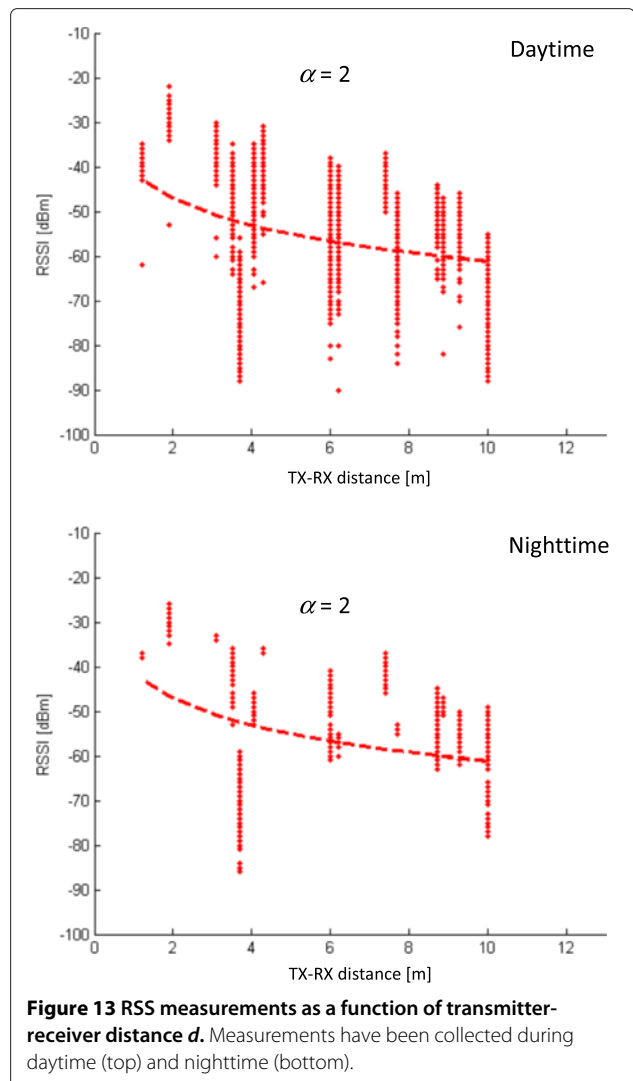 Daytime
α = 2
RSSI [dBm]
-10
-20
-30
-40
-50
-60
-70
-80
-90
-100
0 2 4 6 8 10 12
TX-RX distance [m]
Nighttime
α = 2
RSSI [dBm]
-10
-20
-30
-40
-50
-60
-70
-80
-90
-100
0 2 4 6 8 10 12
TX-RX distance [m]
Figure 13 RSS measurements as a function of transmitter-
receiver distance d. Measurements have been collected during
daytime (top) and nighttime (bottom).